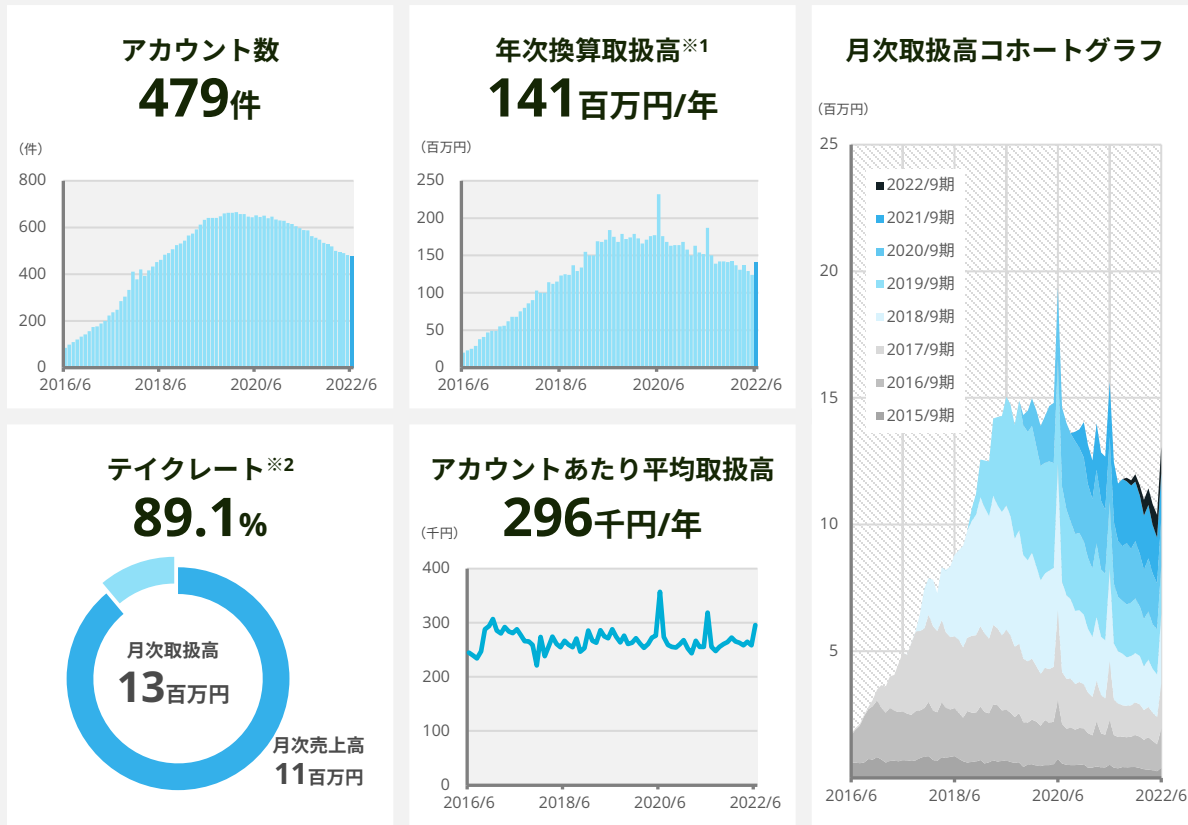 アカウント数
479件
（件）
800
600
400
200
0
2016/6 2018/6 2020/6 2022/6
年次換算取扱高※1
141百万円/年
（百万円）
250
200
150
100
50
0
2016/6 2018/6 2020/6 2022/6
月次取扱高コホートグラフ
（百万円）
25
20
15
10
5
2022/9期
2021/9期
2020/9期
2019/9期
2018/9期
2017/9期
2016/9期
2015/9期
2016/6 2018/6 2020/6 2022/6
テイクレート※2
89.1%
月次取扱高
13百万円
月次売上高
11百万円
アカウントあたり平均取扱高
296千円/年
（千円）
400
300
200
100
0
2016/6 2018/6 2020/6 2022/6